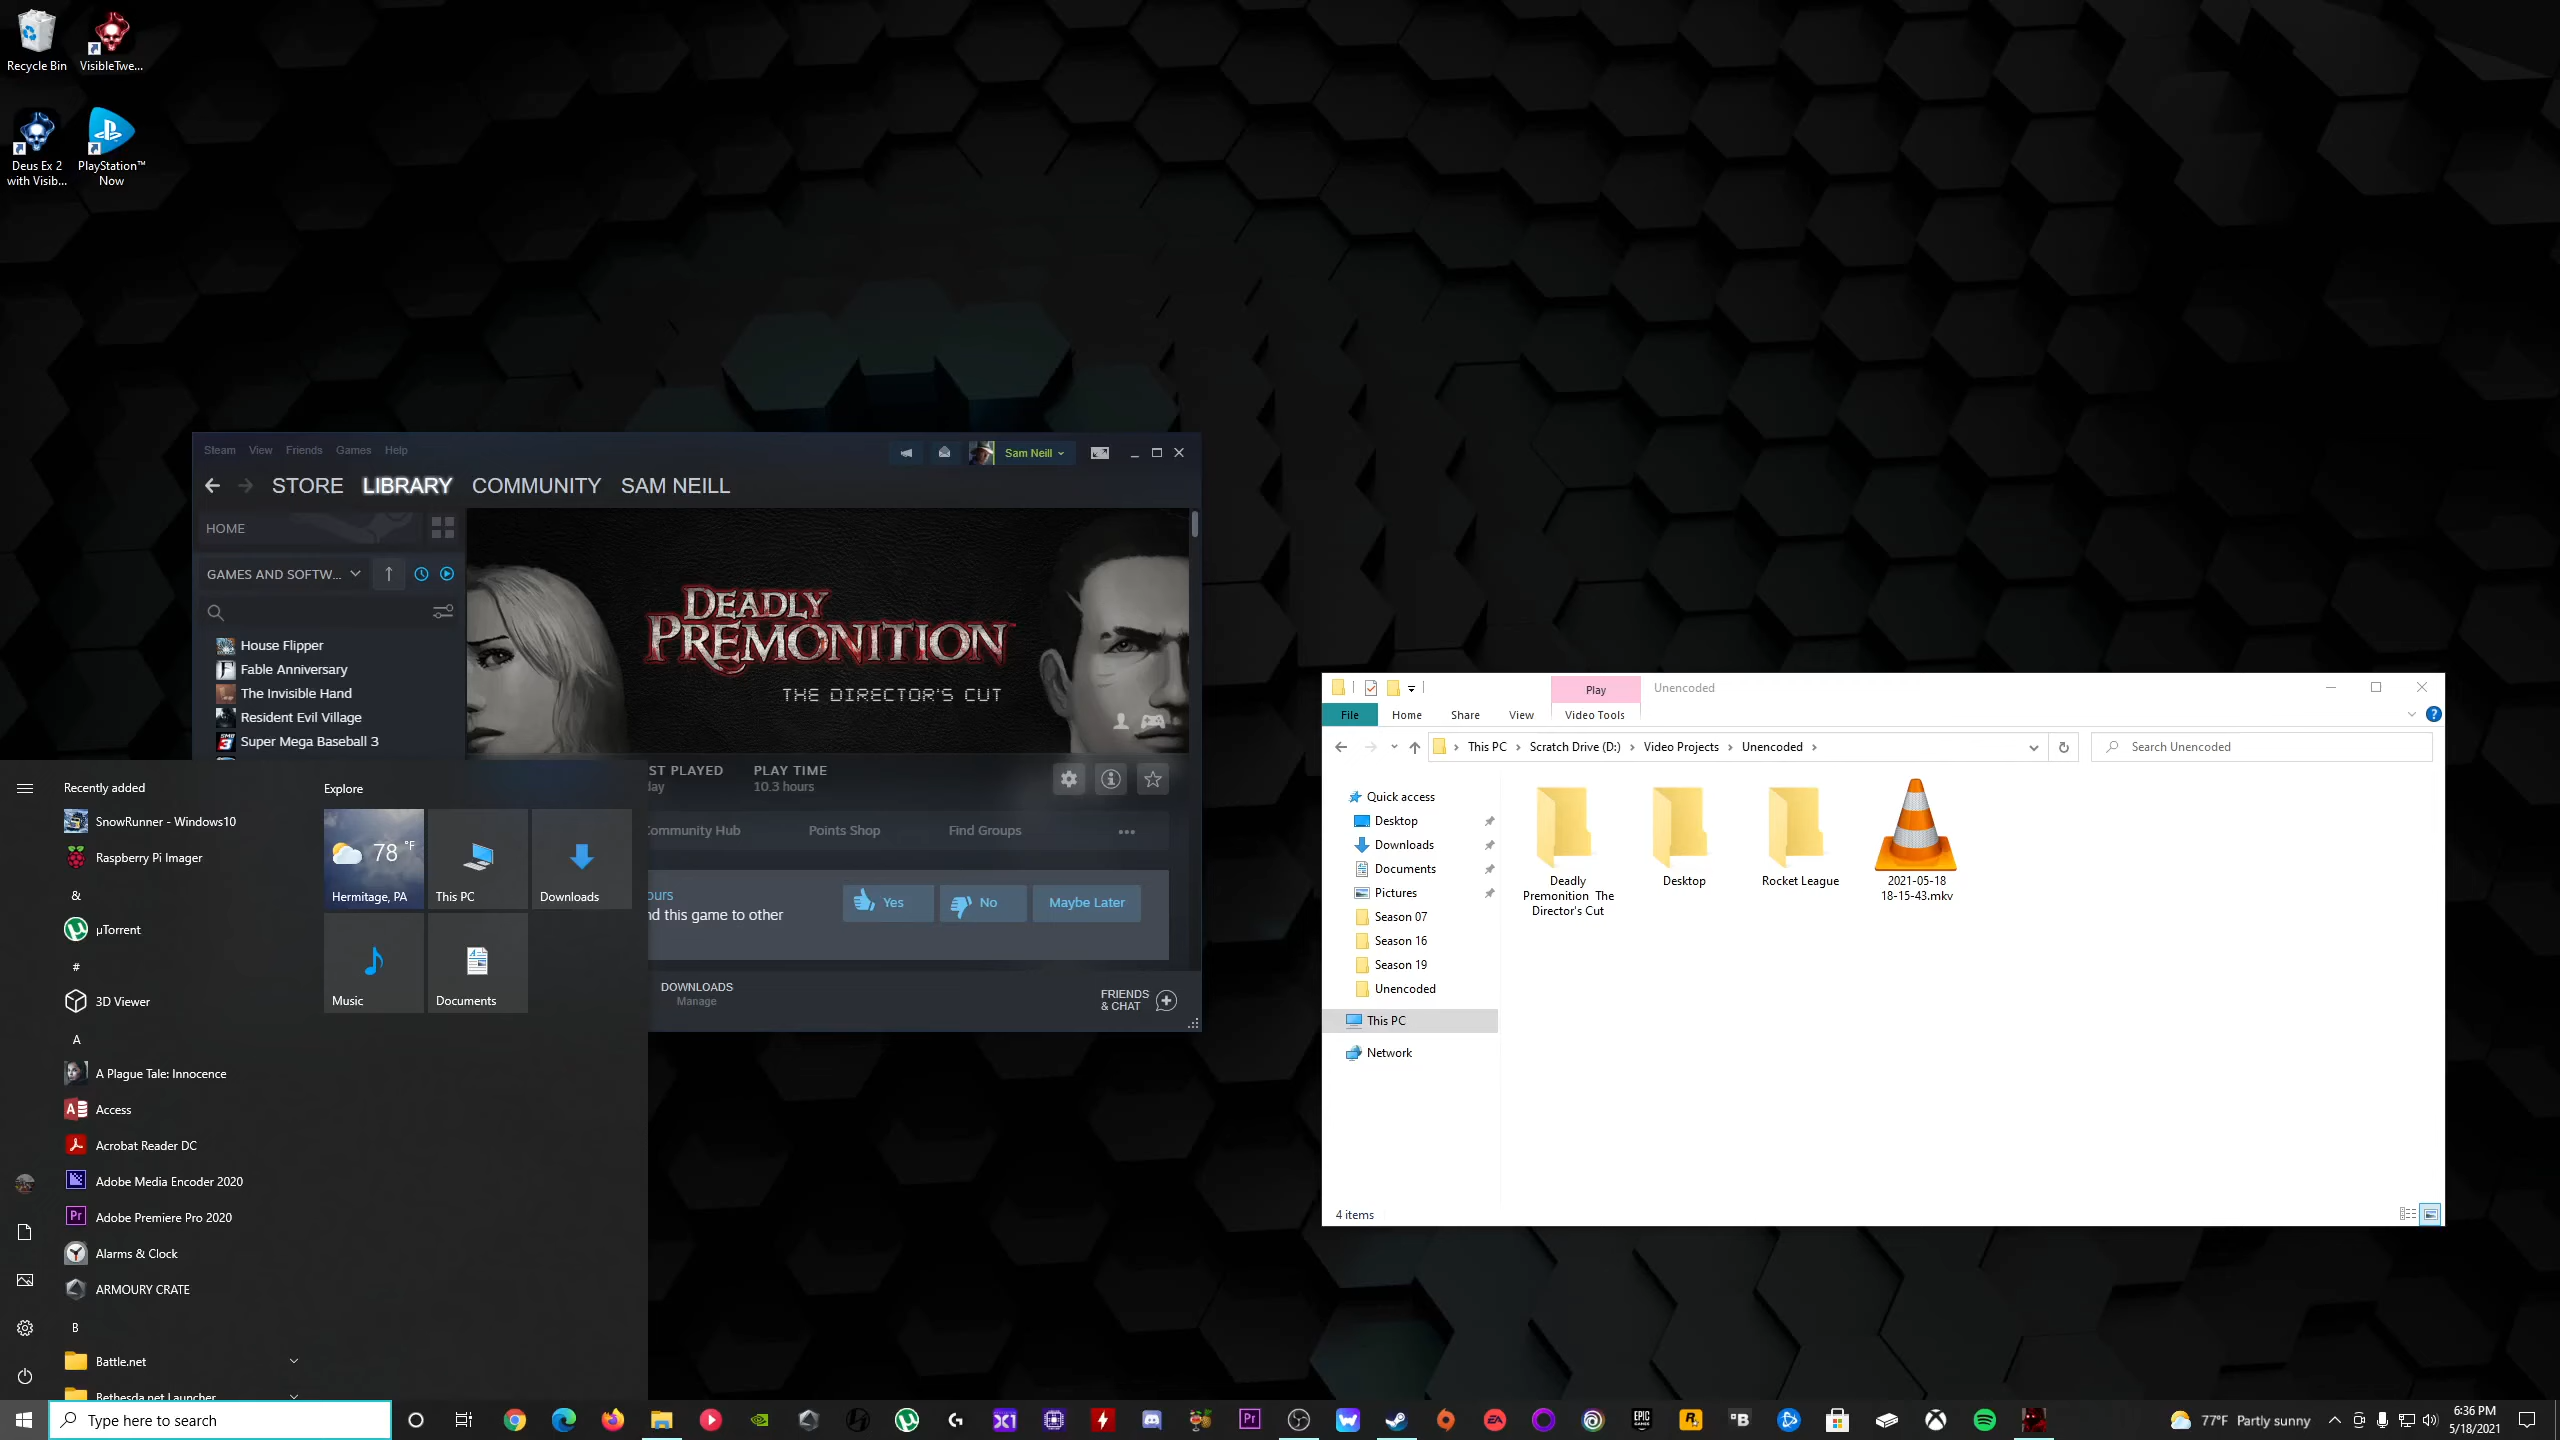 Recycle Bin
VisibleTwe...
Deus Ex 2
with Visib...
PlayStation™
Now
Steam View Friends Games Help
Sam Neill
STORE LIBRARY COMMUNITY SAM NEILL
HOME
GAMES AND SOFTW...
House Flipper
Fable Anniversary
The Invisible Hand
Resident Evil Village
Super Mega Baseball 3
DEADLY
PREMONITION
THE DIRECTOR'S CUT
ST PLAYED
day
PLAY TIME
10.3 hours
Community Hub Points Shop Find Groups
ours
nd this game to other
Yes No Maybe Later
DOWNLOADS
Manage
FRIENDS
& CHAT
Recently added
SnowRunner - Windows10
Raspberry Pi Imager
&
µTorrent
#
3D Viewer
A
A Plague Tale: Innocence
Access
Acrobat Reader DC
Adobe Media Encoder 2020
Adobe Premiere Pro 2020
Alarms & Clock
ARMOURY CRATE
B
Battle.net
Bethesda.net Launcher
Explore
78 °F
Hermitage, PA
This PC
Downloads
Music
Documents
Play
Unencoded
File Home Share View Video Tools
This PC Scratch Drive (D:) Video Projects Unencoded
Search Unencoded
Quick access
Desktop
Downloads
Documents
Pictures
Season 07
Season 16
Season 19
Unencoded
This PC
Network
Deadly
Premonition The
Director's Cut
Desktop
Rocket League
2021-05-18
18-15-43.mkv
4 items
Type here to search
77°F Partly sunny
6:36 PM
5/18/2021